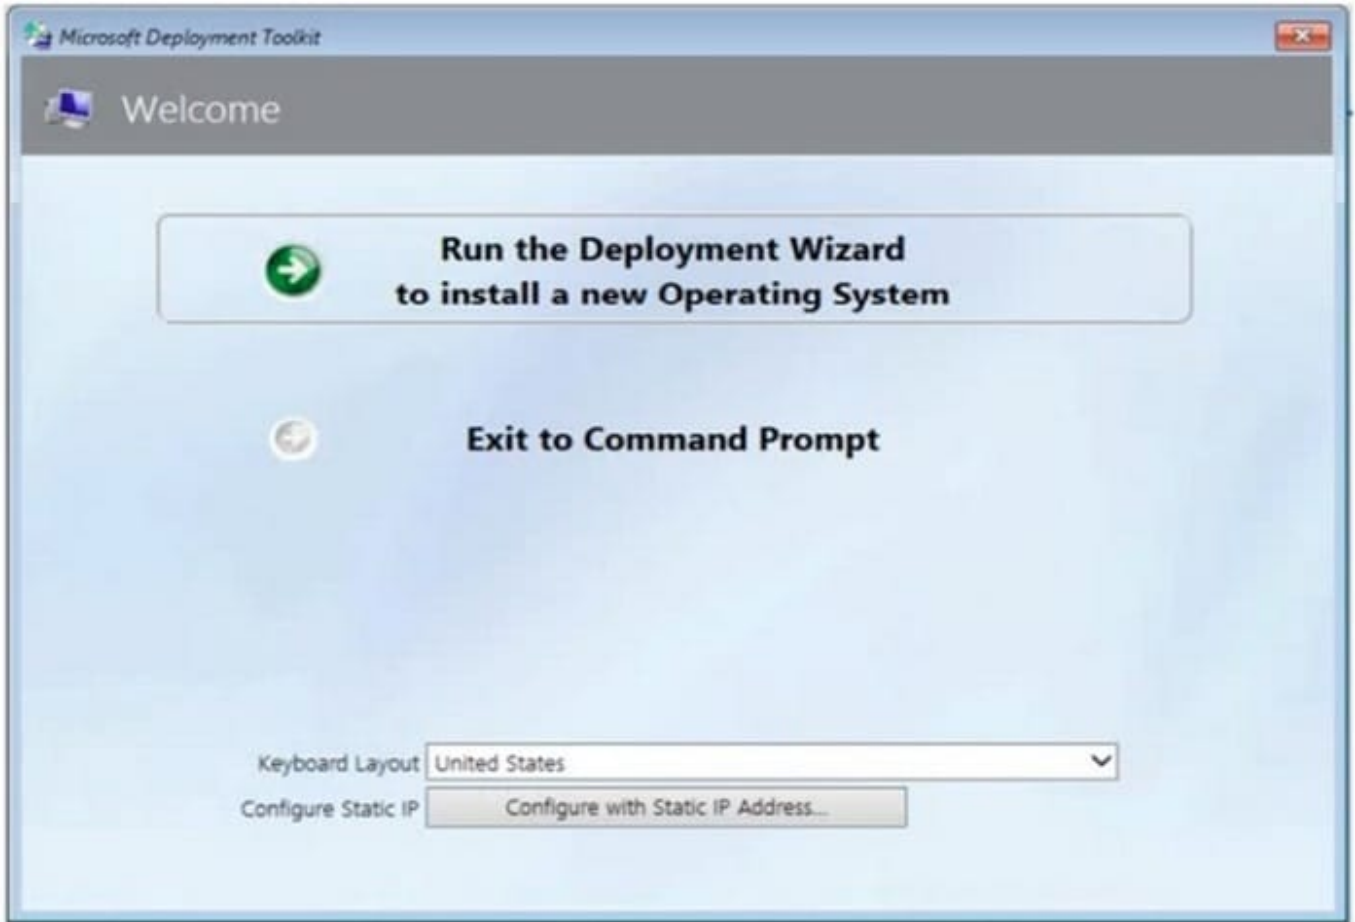 Microsoft Deployment Toolkit
Welcome
Run the Deployment Wizard
to install a new Operating System
Exit to Command Prompt
Keyboard Layout United States
Configure Static IP Configure with Static IP Address...